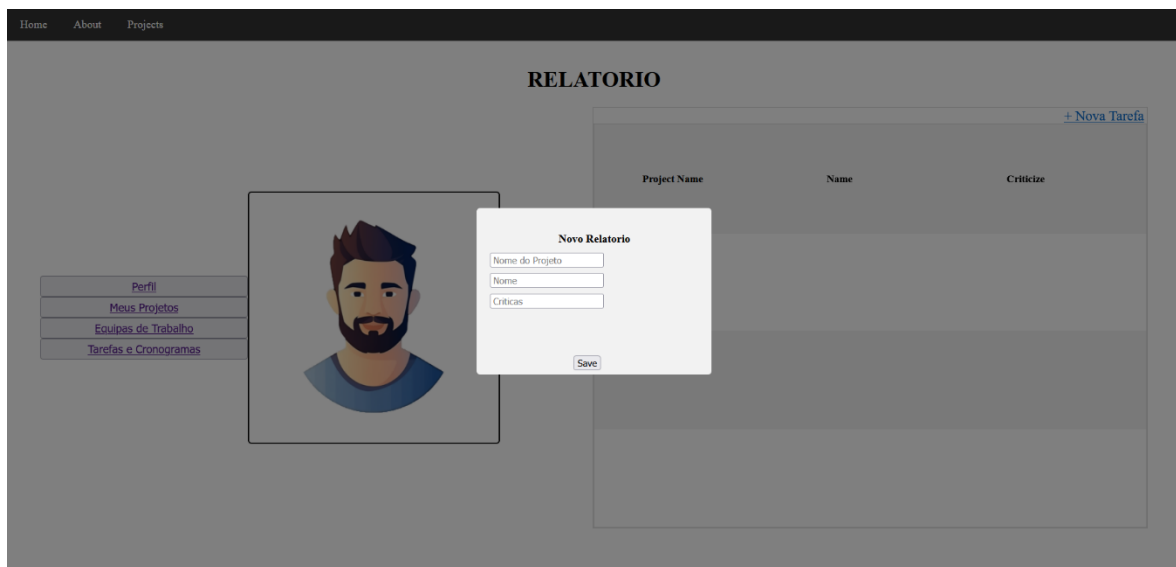 Home About Projects
RELATORIO
+ Nova Tarefa
Project Name Name Criticize
Perfil
Meus Projetos
Equipas de Trabalho
Tarefas e Cronogramas
Novo Relatorio
Nome do Projeto
Nome
Criticas
Save